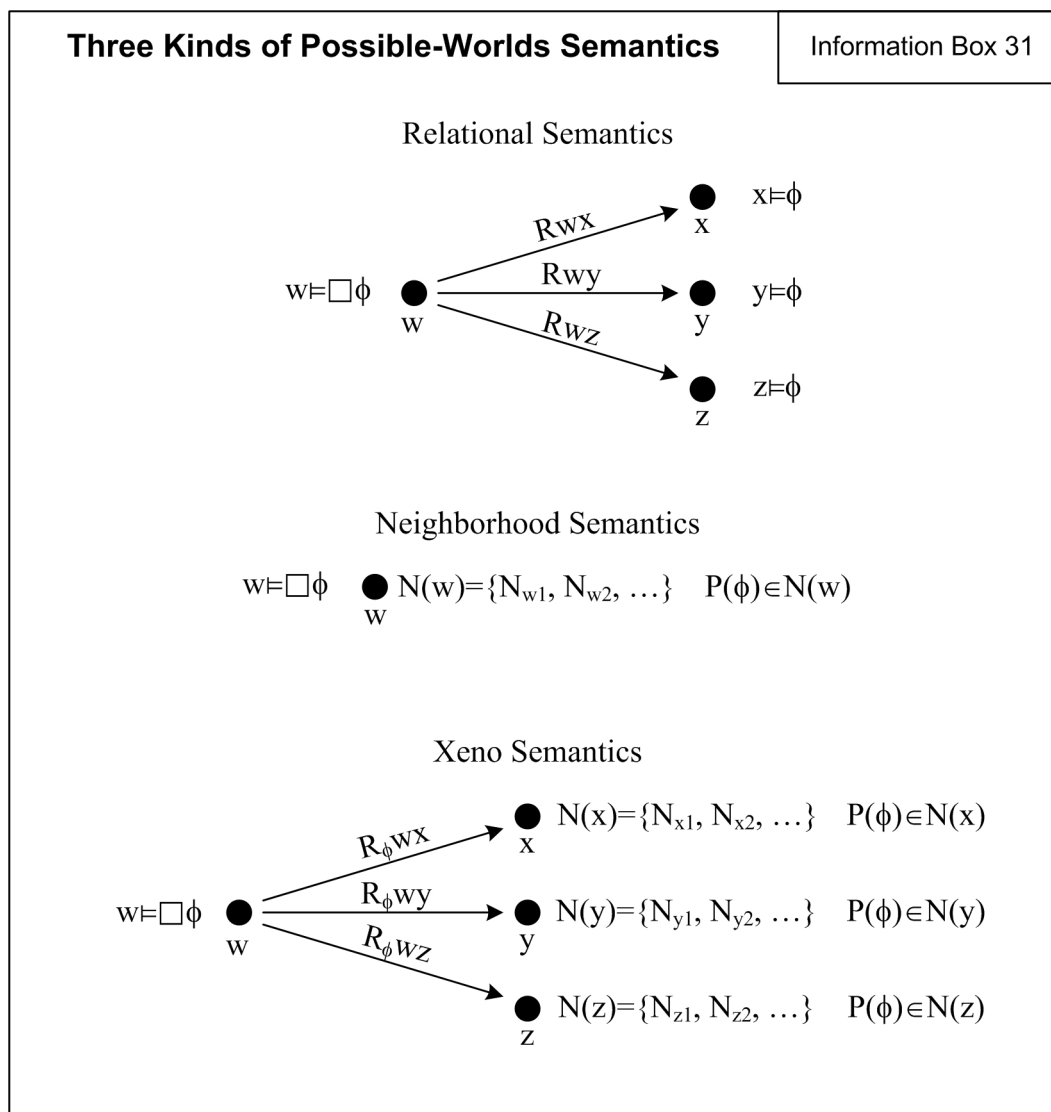 Three Kinds of Possible-Worlds Semantics
Information Box 31
Relational Semantics
Rwx
x
x⊨ϕ
w⊨□ϕ
w
Rwy
y
y⊨ϕ
Rwz
z
z⊨ϕ
Neighborhood Semantics
w⊨□ϕ
w
N(w)={Nw1, Nw2, …} P(ϕ)∈N(w)
Xeno Semantics
Rϕwx
x
N(x)={Nx1, Nx2, …} P(ϕ)∈N(x)
w⊨□ϕ
w
Rϕwy
y
N(y)={Ny1, Ny2, …} P(ϕ)∈N(y)
Rϕwz
z
N(z)={Nz1, Nz2, …} P(ϕ)∈N(z)